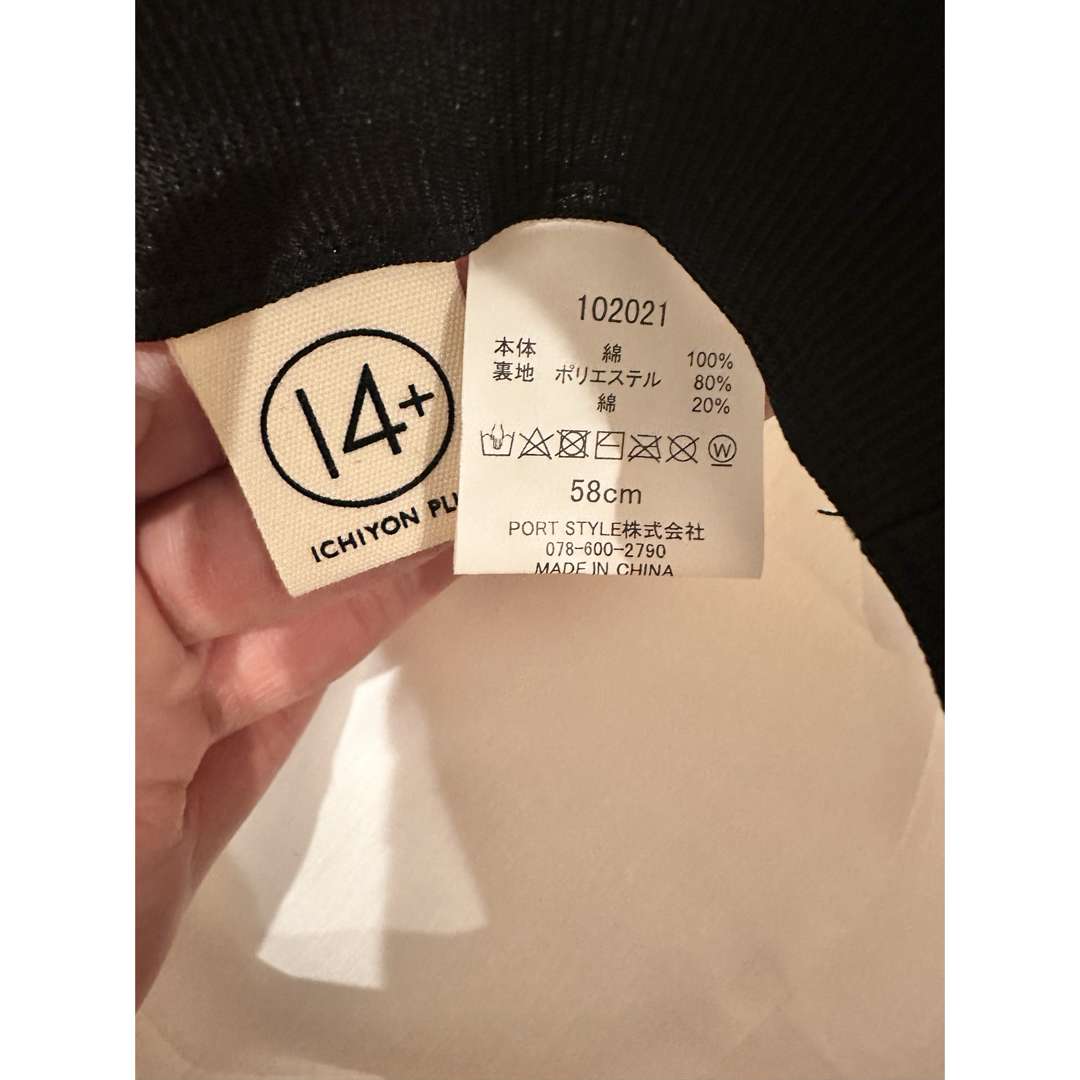 14+
ICHIYON PLU
102021
本体 綿 100%
裏地 ポリエステル 80%
綿 20%
W
58cm
PORT STYLE株式会社
078-600-2790
MADE IN CHINA